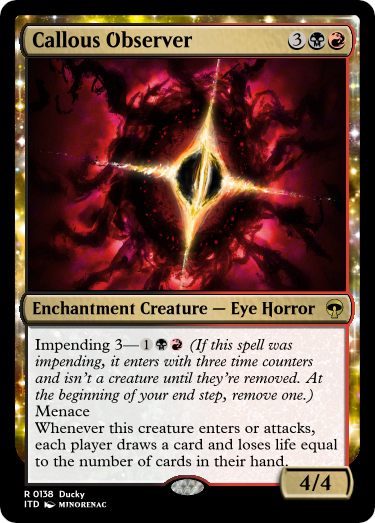 Callous Observer 3
Enchantment Creature — Eye Horror
Impending 3—1 (If this spell was
impending, it enters with three time counters
and isn't a creature until they're removed. At
the beginning of your end step, remove one.)
Menace
Whenever this creature enters or attacks,
each player draws a card and loses life equal
to the number of cards in their hand.
4/4
R 0138 Ducky
ITD MINORENAC